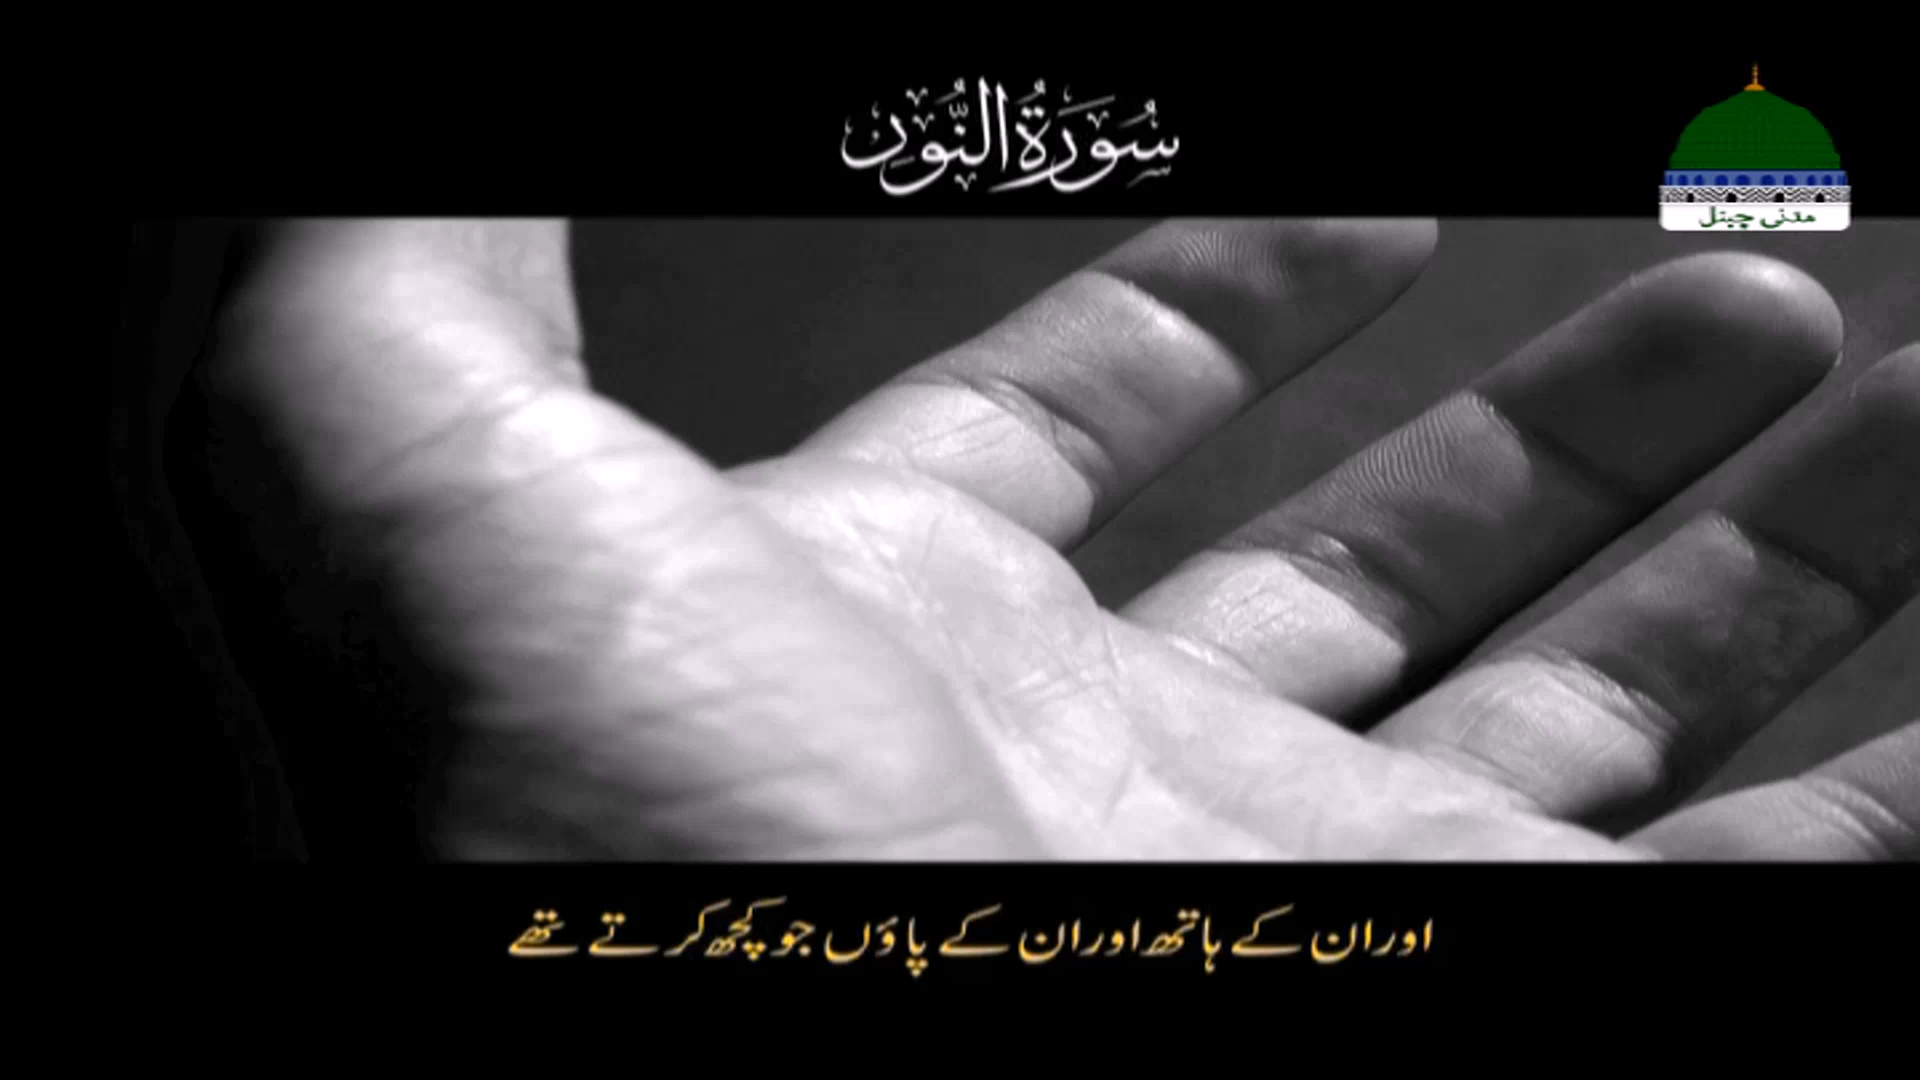 سُوْرَةُ النُّوْرِ
مدنی چینل
اور ان کے ہاتھ اور ان کے پاؤں جو کچھ کرتے تھے